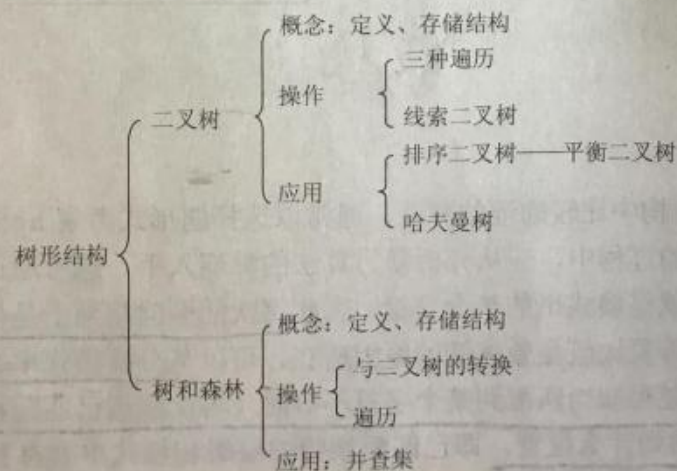 概念：定义、存储结构
三种遍历
操作
二叉树
线索二叉树
排序二叉树——平衡二叉树
应用
哈夫曼树
树形结构
概念：定义、存储结构
与二叉树的转换
树和森林
操作
遍历
应用：并查集